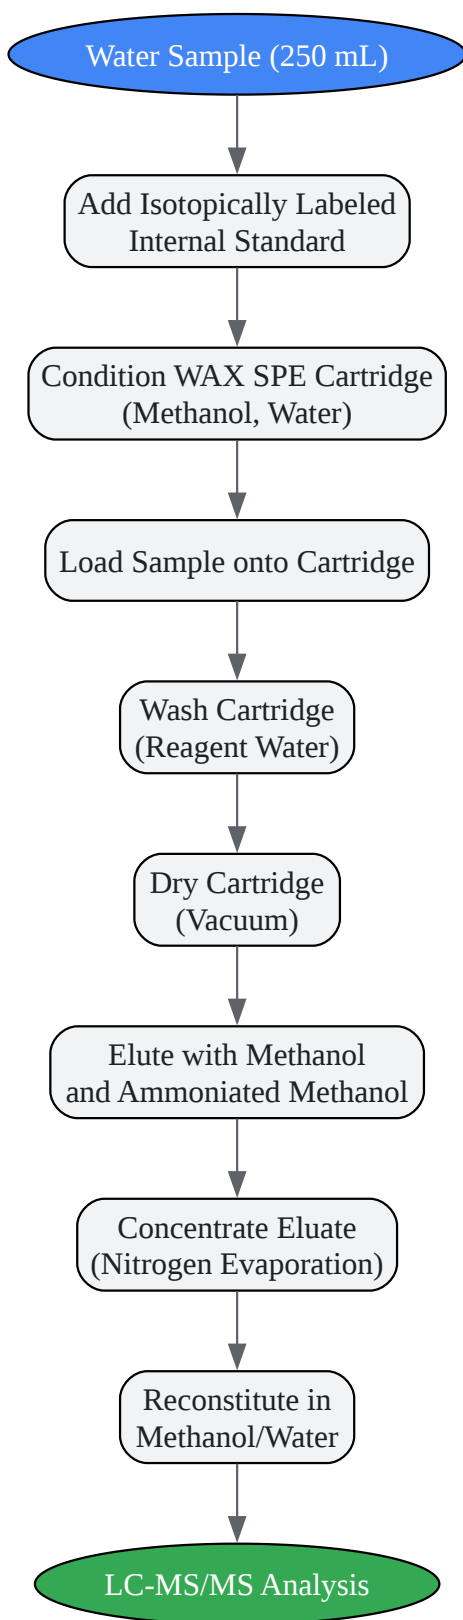 Water Sample (250 mL)
Add Isotopically Labeled
Internal Standard
Condition WAX SPE Cartridge
(Methanol, Water)
Load Sample onto Cartridge
Wash Cartridge
(Reagent Water)
Dry Cartridge
(Vacuum)
Elute with Methanol
and Ammoniated Methanol
Concentrate Eluate
(Nitrogen Evaporation)
Reconstitute in
Methanol/Water
LC-MS/MS Analysis